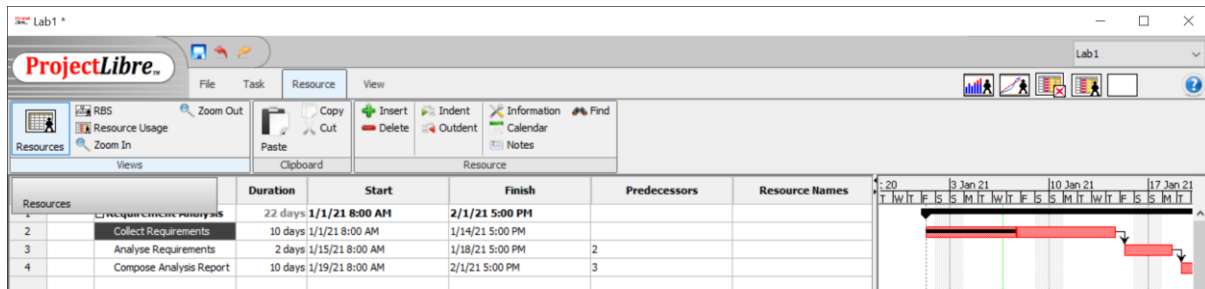 Lab1 *
ProjectLibre™
Lab1
File Task Resource View
Resources
RBS
Resource Usage
Zoom In
Zoom Out
Views
Paste
Copy
Cut
Clipboard
Insert
Delete
Indent
Outdent
Information
Calendar
Notes
Find
Resource
Resources
Duration Start Finish Predecessors Resource Names
20 3 Jan 21 10 Jan 21 17 Jan 21
T W T F S S M T W T F S S M T W T F S S M T
1 Requirement Analysis 22 days 1/1/21 8:00 AM 2/1/21 5:00 PM
2 Collect Requirements 10 days 1/1/21 8:00 AM 1/14/21 5:00 PM
3 Analyse Requirements 2 days 1/15/21 8:00 AM 1/18/21 5:00 PM 2
4 Compose Analysis Report 10 days 1/19/21 8:00 AM 2/1/21 5:00 PM 3